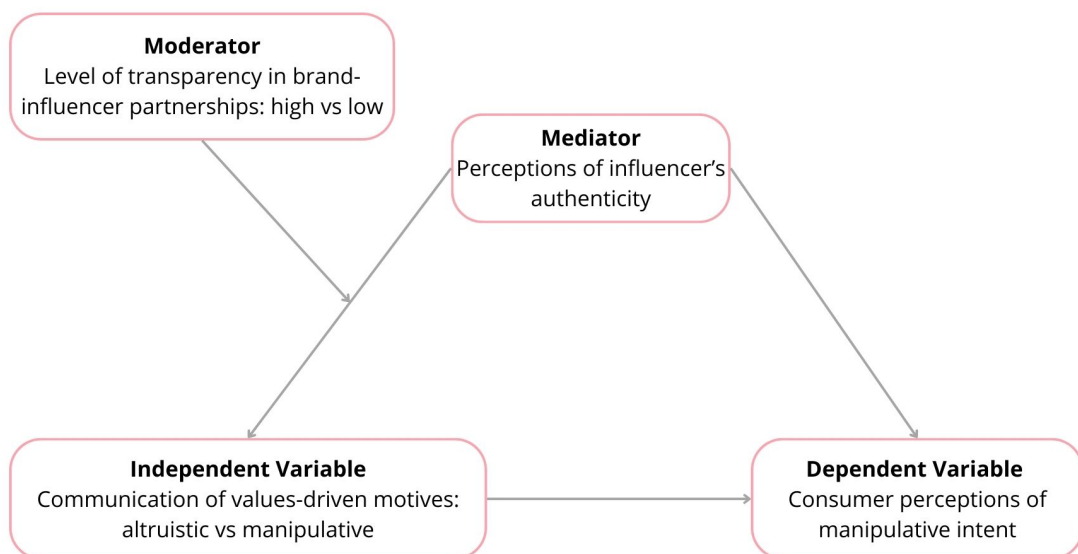 Moderator
Level of transparency in brand-
influencer partnerships: high vs low
Mediator
Perceptions of influencer’s
authenticity
Independent Variable
Communication of values-driven motives:
altruistic vs manipulative
Dependent Variable
Consumer perceptions of
manipulative intent